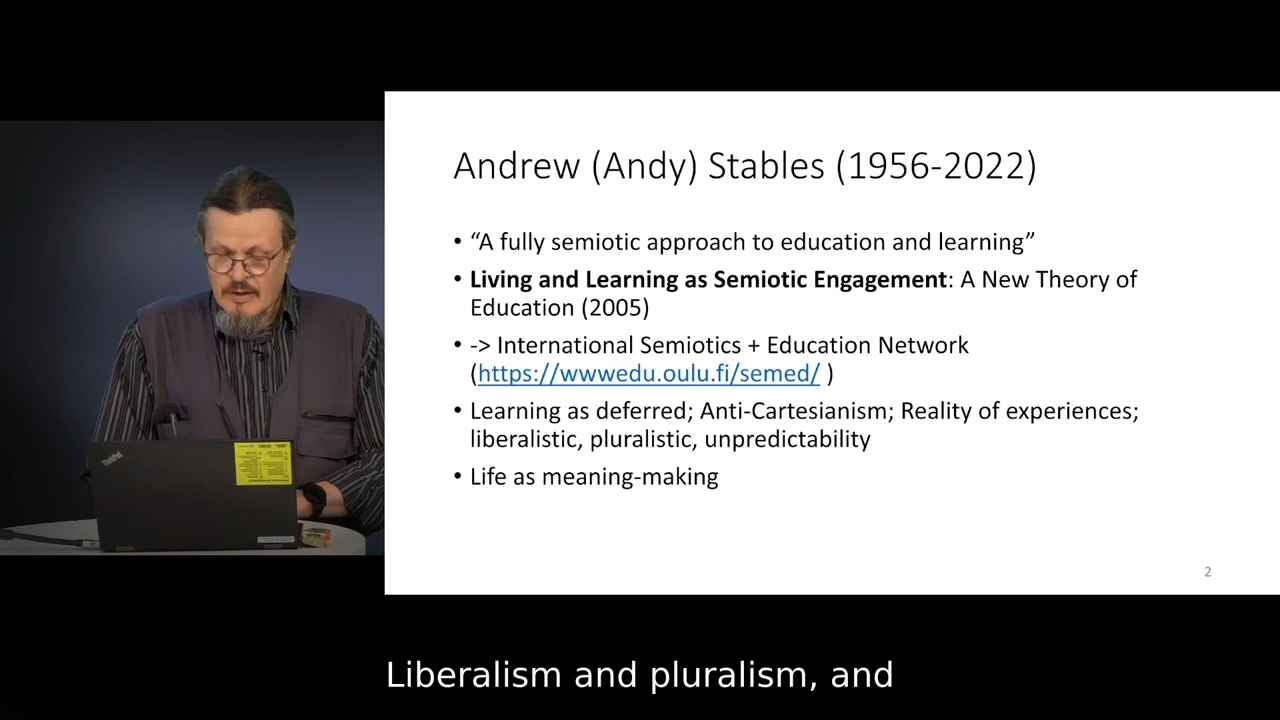 Andrew (Andy) Stables (1956-2022)
• “A fully semiotic approach to education and learning”
• Living and Learning as Semiotic Engagement: A New Theory of
Education (2005)
• -> International Semiotics + Education Network
(https://wwwedu.oulu.fi/semed/ )
• Learning as deferred; Anti-Cartesianism; Reality of experiences;
liberalistic, pluralistic, unpredictability
• Life as meaning-making
ThinkPad
2
Liberalism and pluralism, and